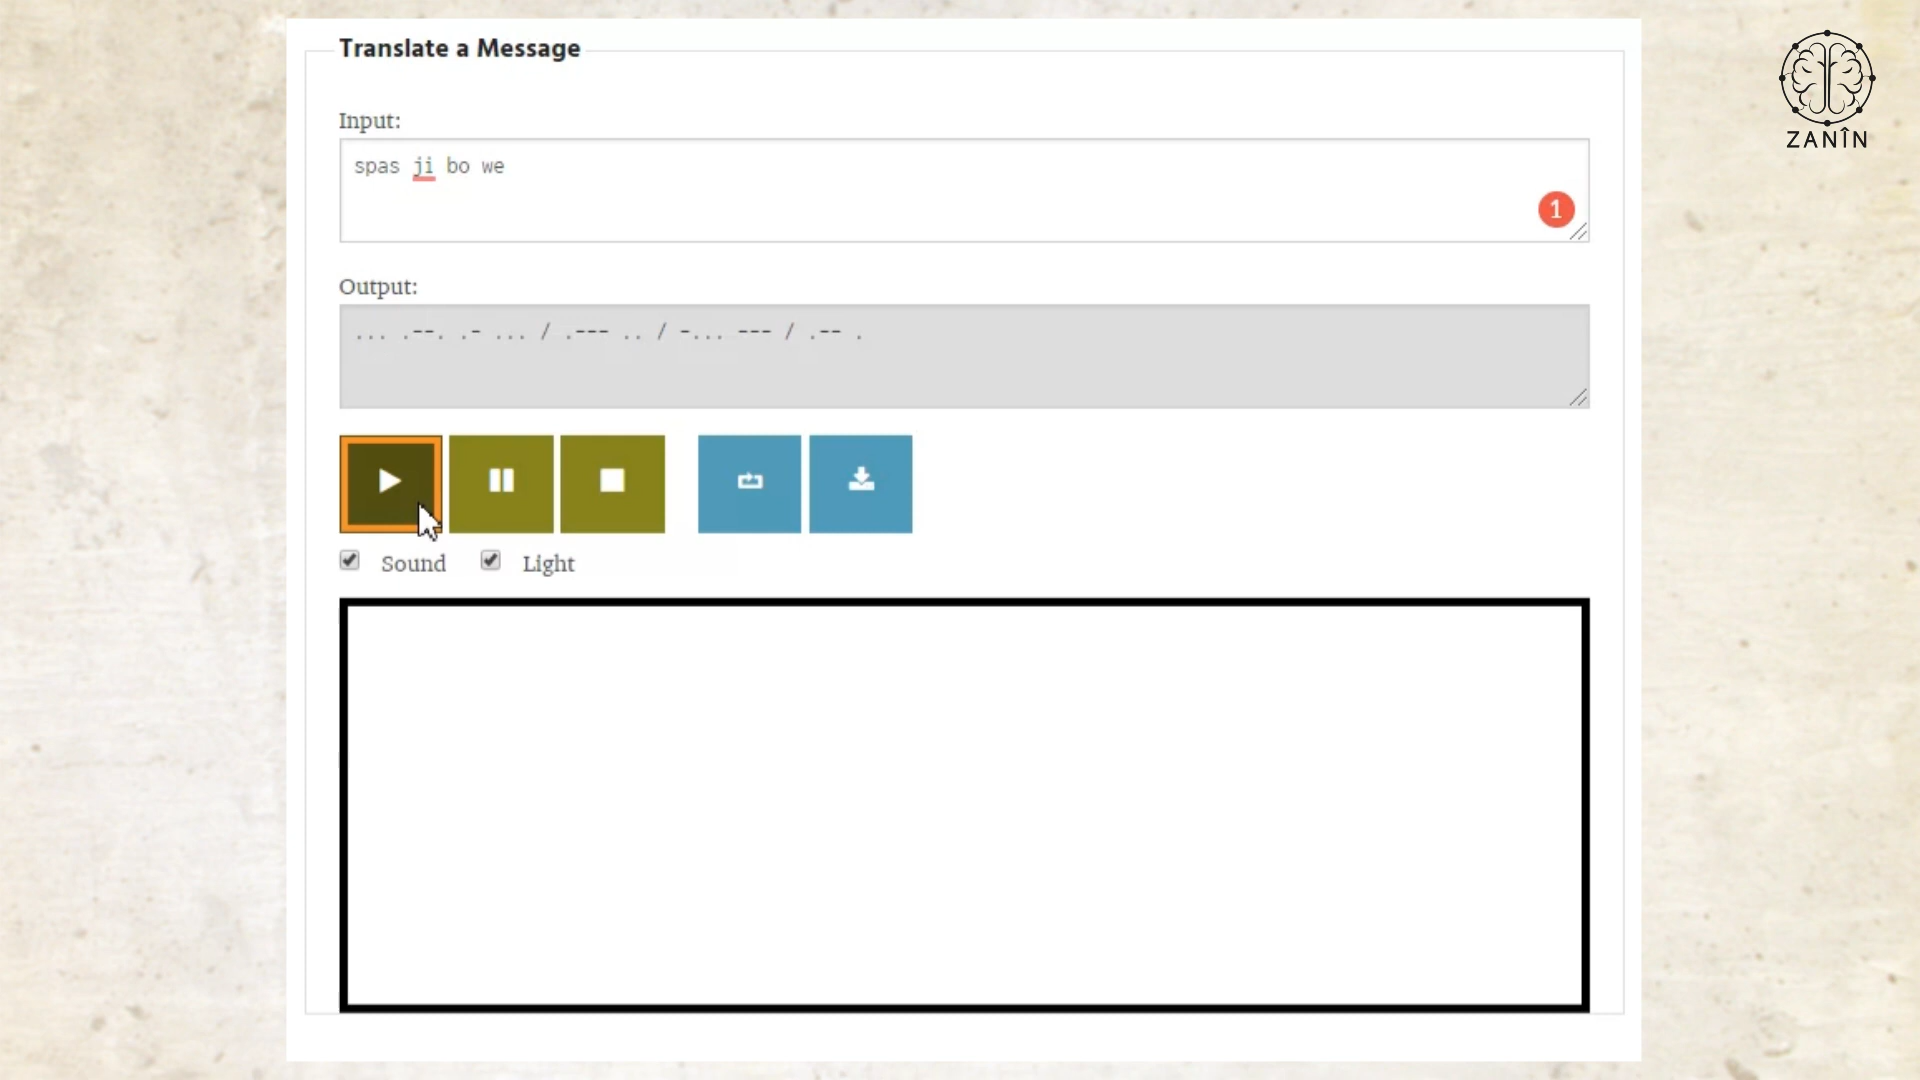 Translate a Message
ZANÎN
Input:
spas ji bo we
1
Output:
... .--. .- ... / .--- .. / -... --- / .-- .
Sound Light